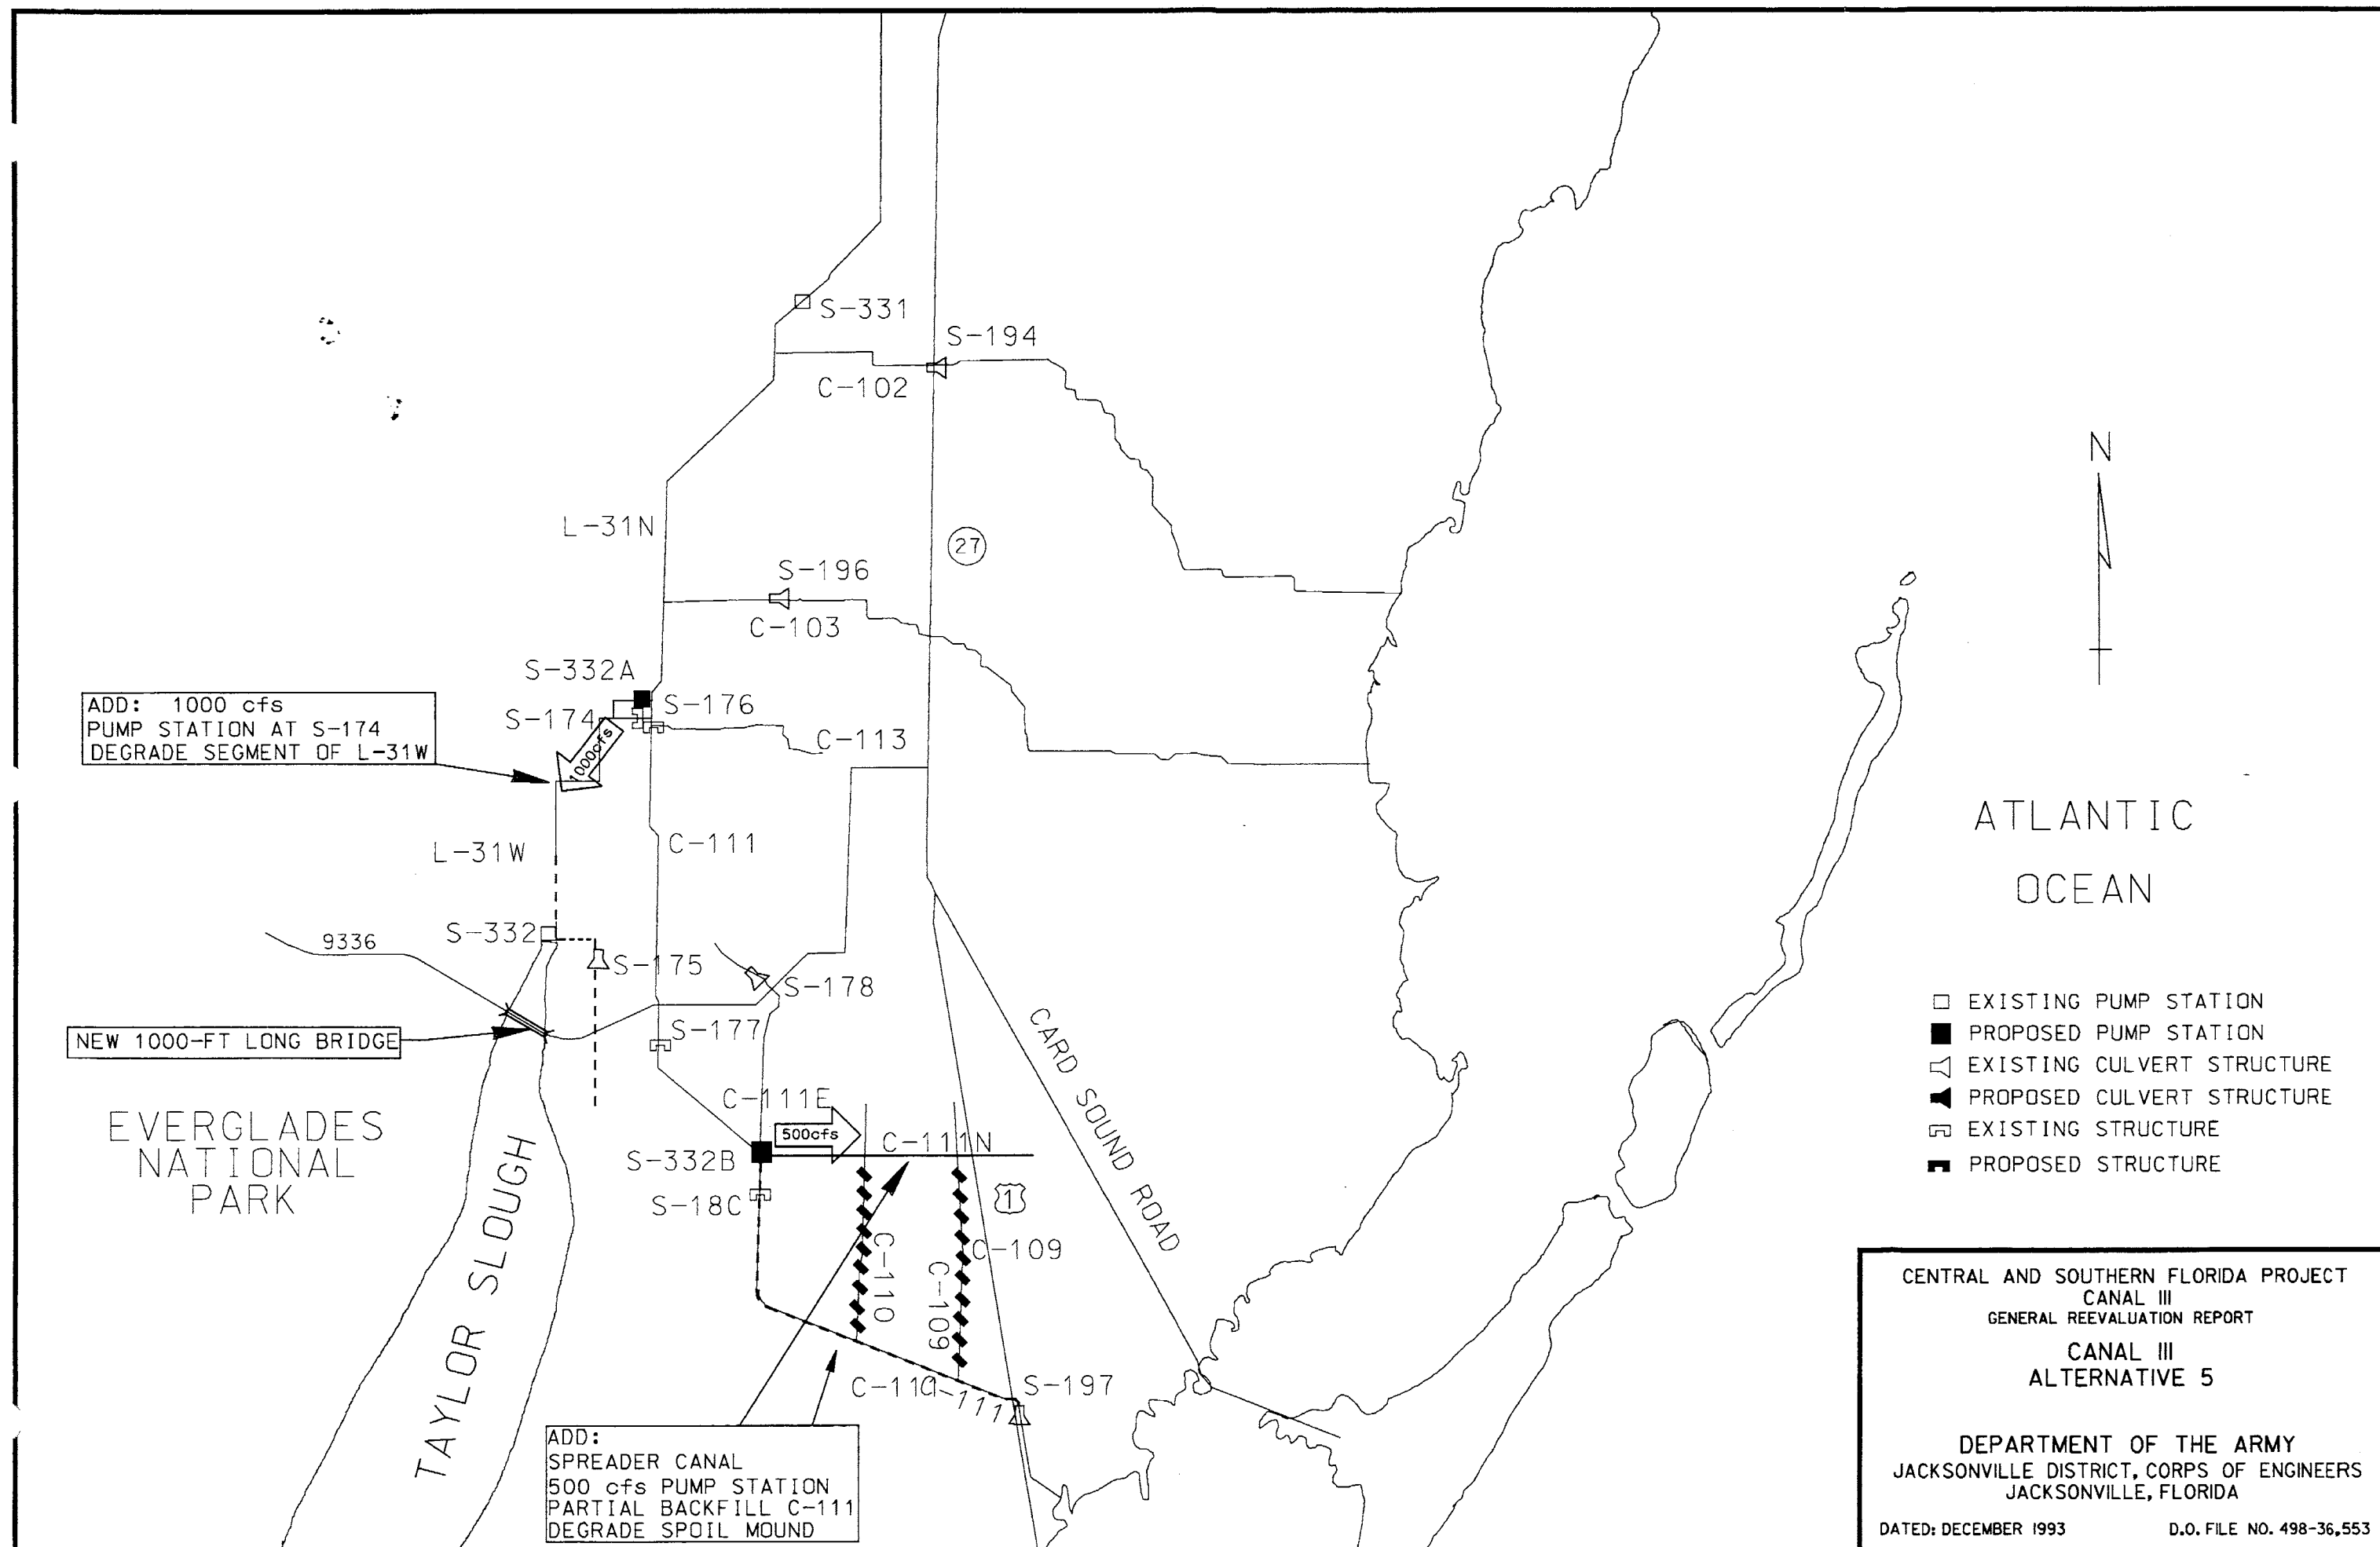 S-331
S-194
C-102
N
L-31N
27
S-196
C-103
S-332A
ADD: 1000 cfs
PUMP STATION AT S-174
DEGRADE SEGMENT OF L-31W
S-176
S-174
C-113
1000cfs
ATLANTIC
OCEAN
L-31W
C-111
9336
S-332
S-175
S-178
□ EXISTING PUMP STATION
PROPOSED PUMP STATION
EXISTING CULVERT STRUCTURE
PROPOSED CULVERT STRUCTURE
EXISTING STRUCTURE
PROPOSED STRUCTURE
NEW 1000-FT LONG BRIDGE
S-177
CARD SOUND ROAD
EVERGLADES
NATIONAL
PARK
C-111E
500cfs
C-111N
S-332B
S-18C
1
TAYLOR SLOUGH
C-110
C-109
C-109
C-110
C-111
S-197
ADD:
SPREADER CANAL
500 cfs PUMP STATION
PARTIAL BACKFILL C-111
DEGRADE SPOIL MOUND
CENTRAL AND SOUTHERN FLORIDA PROJECT
CANAL III
GENERAL REEVALUATION REPORT
CANAL III
ALTERNATIVE 5
DEPARTMENT OF THE ARMY
JACKSONVILLE DISTRICT, CORPS OF ENGINEERS
JACKSONVILLE, FLORIDA
DATED: DECEMBER 1993 D.O. FILE NO. 498-36,553